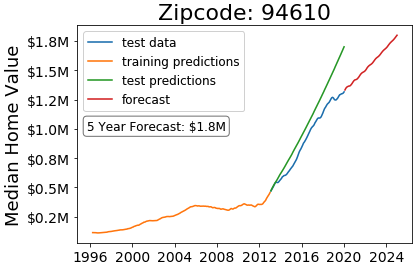 Zipcode: 94610
Median Home Value
$1.8M
$1.5M
$1.2M
$1.0M
$0.8M
$0.5M
$0.2M
test data
training predictions
test predictions
forecast
5 Year Forecast: $1.8M
1996 2000 2004 2008 2012 2016 2020 2024